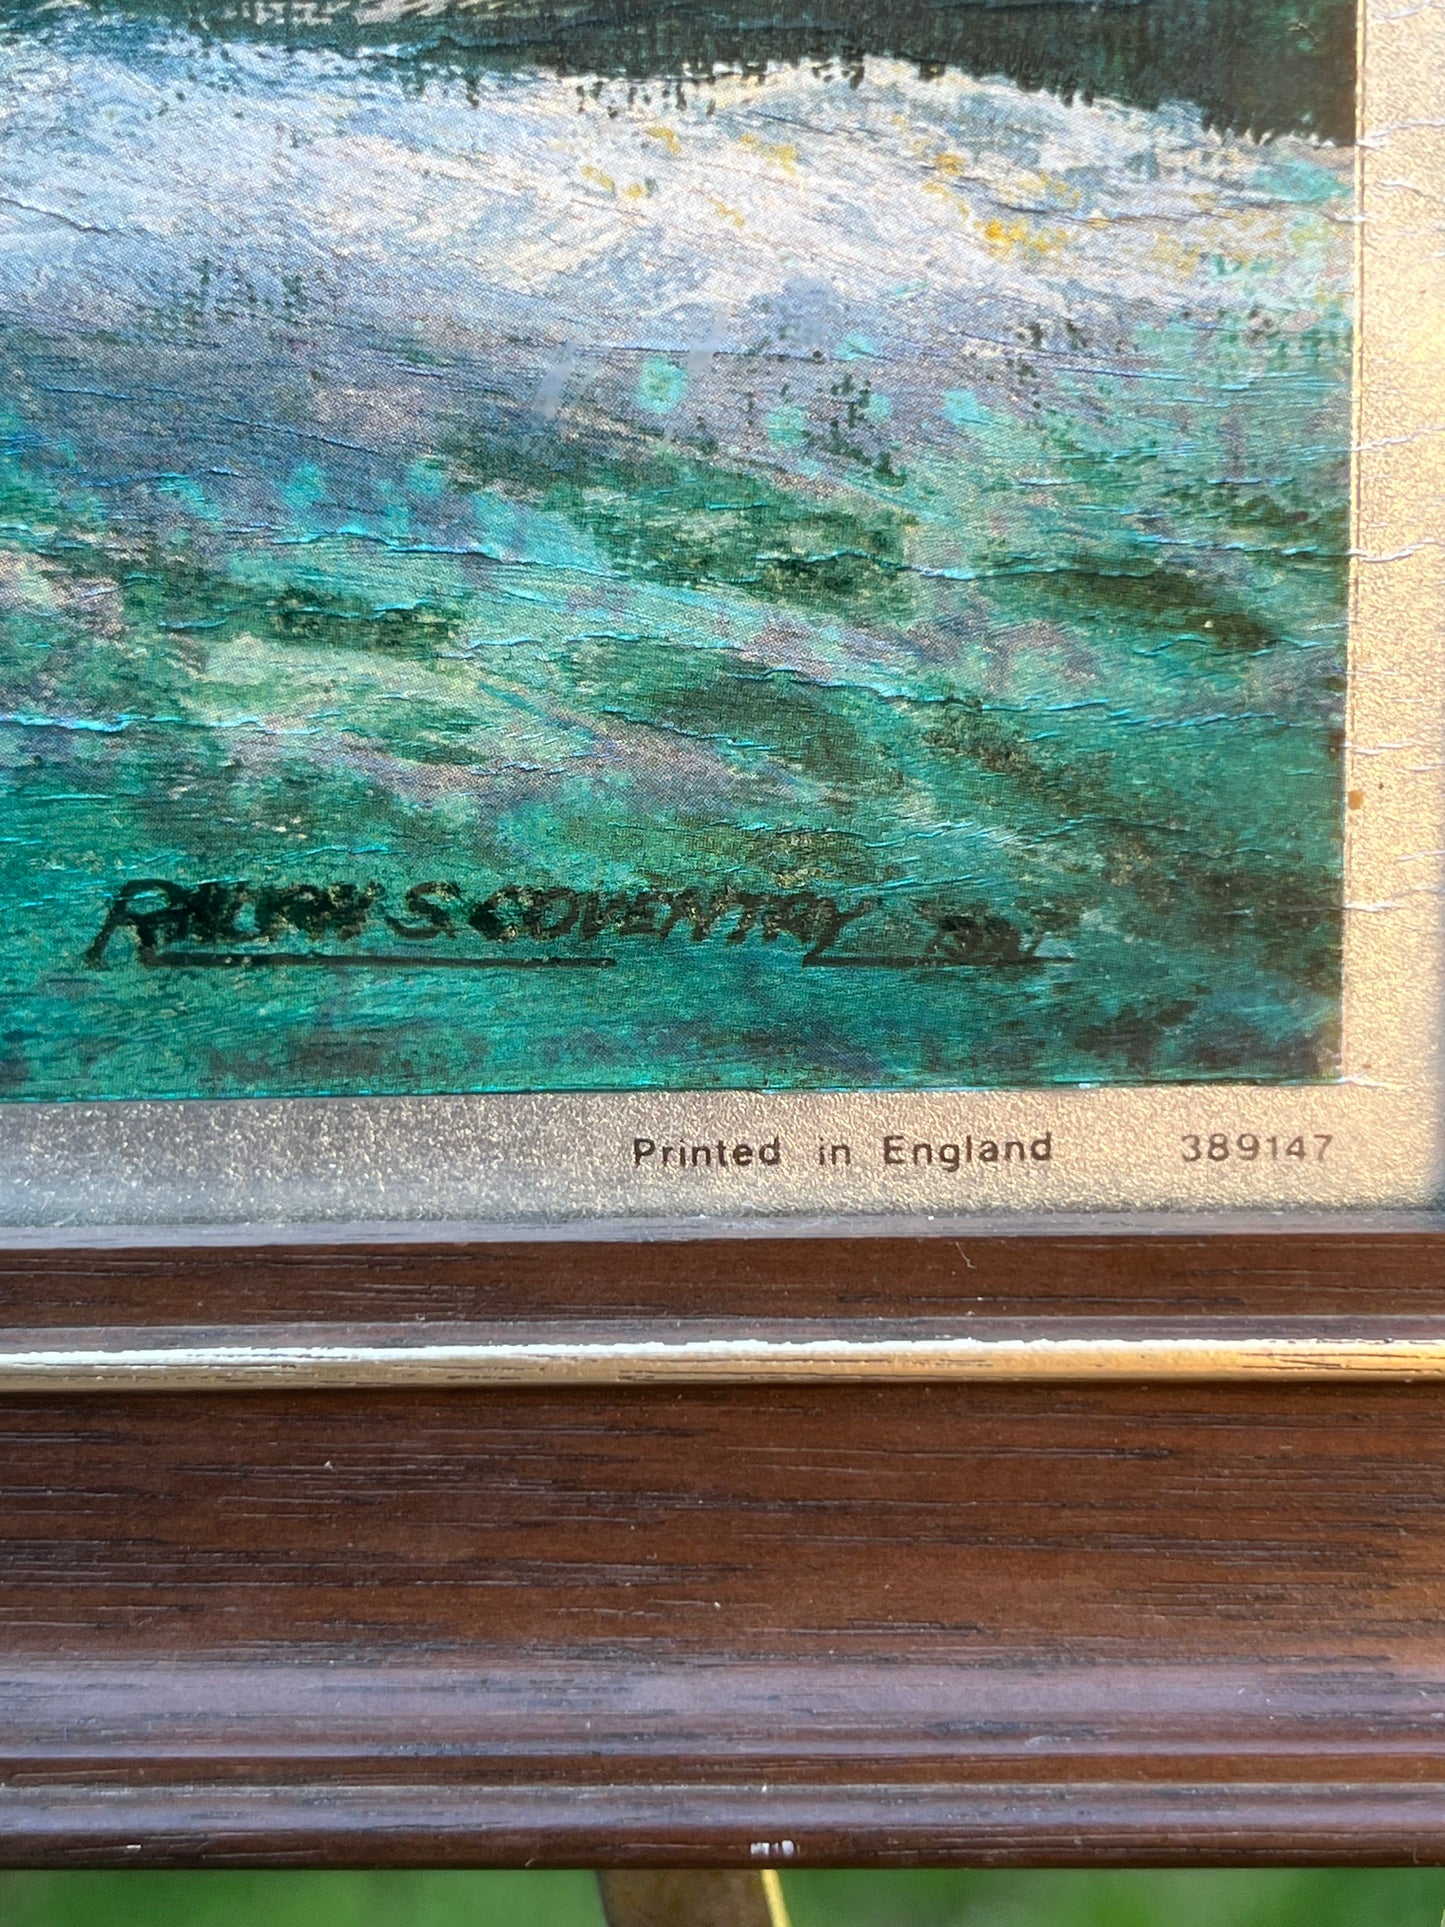 RALPH S. COVENTRY
Printed in England 389147